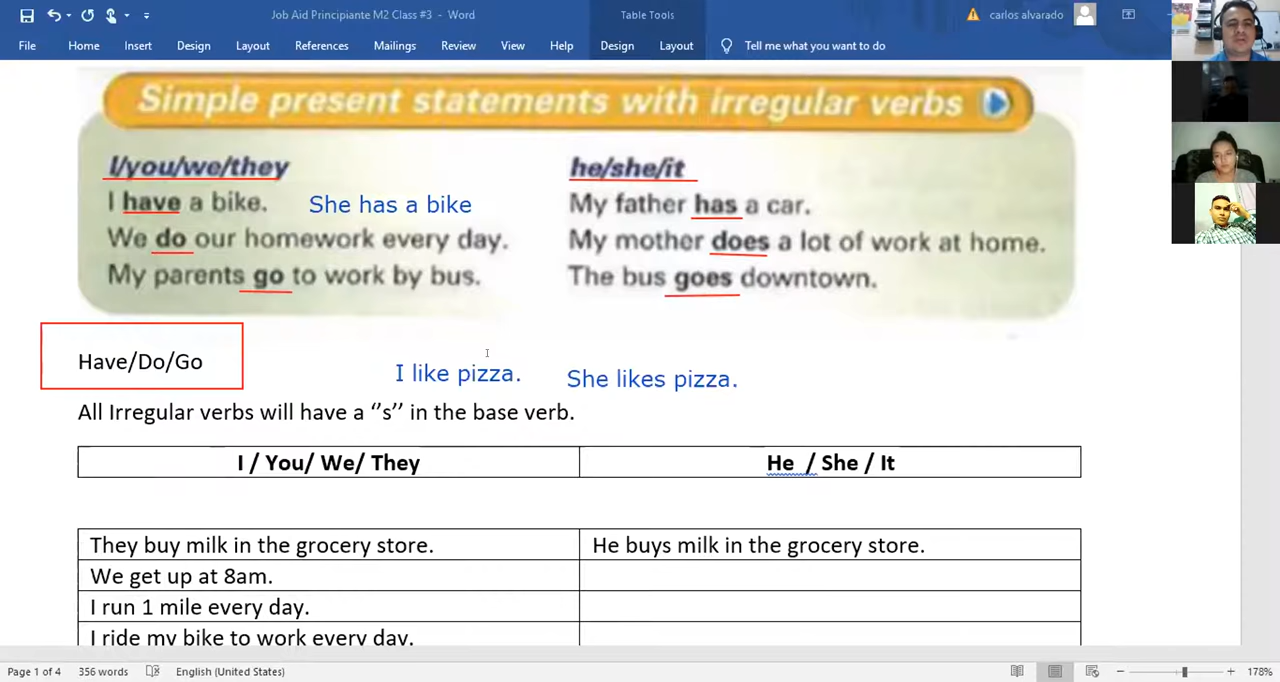 Job Aid Principiante M2 Class #3 - Word
Table Tools
carlos alvarado
File Home Insert Design Layout References Mailings Review View Help Design Layout Tell me what you want to do
Simple present statements with irregular verbs
I/you/we/they
he/she/it
I have a bike.
She has a bike
My father has a car.
We do our homework every day.
My mother does a lot of work at home.
My parents go to work by bus.
The bus goes downtown.
Have/Do/Go
I like pizza.
She likes pizza.
All Irregular verbs will have a ‘’s’’ in the base verb.
I / You/ We/ They
He / She / It
They buy milk in the grocery store.
He buys milk in the grocery store.
We get up at 8am.
I run 1 mile every day.
I ride my bike to work every day.
Page 1 of 4 356 words English (United States) 178%